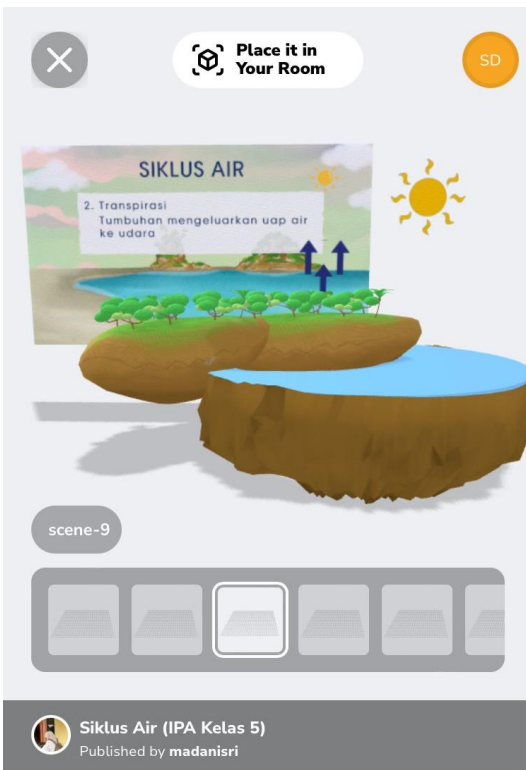 Place it in
Your Room
SD
SIKLUS AIR
2. Transpirasi
Tumbuhan mengeluarkan uap air
ke udara
scene-9
Siklus Air (IPA Kelas 5)
Published by madanisri